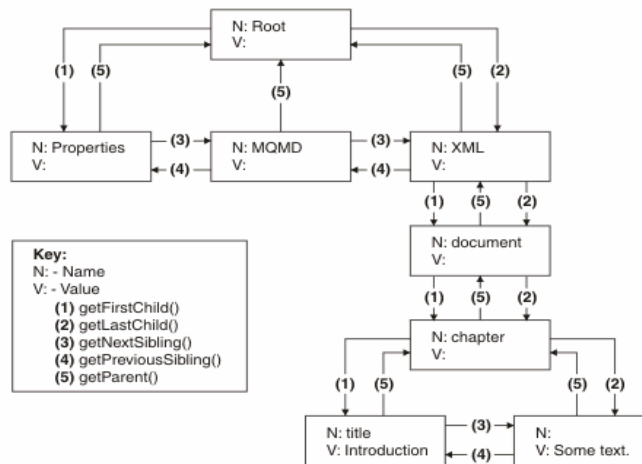 N: Root
V:
(1)
(5)
(5)
(5)
(2)
N: Properties
V:
(3)
(4)
N: MQMD
V:
(3)
(4)
N: XML
V:
(1)
(5)
(2)
N: document
V:
(1)
(5)
(2)
N: chapter
V:
(1)
(5)
(5)
(2)
N: title
V: Introduction
(3)
(4)
N:
V: Some text.
Key:
N: - Name
V: - Value
(1) getFirstChild()
(2) getLastChild()
(3) getNextSibling()
(4) getPreviousSibling()
(5) getParent()